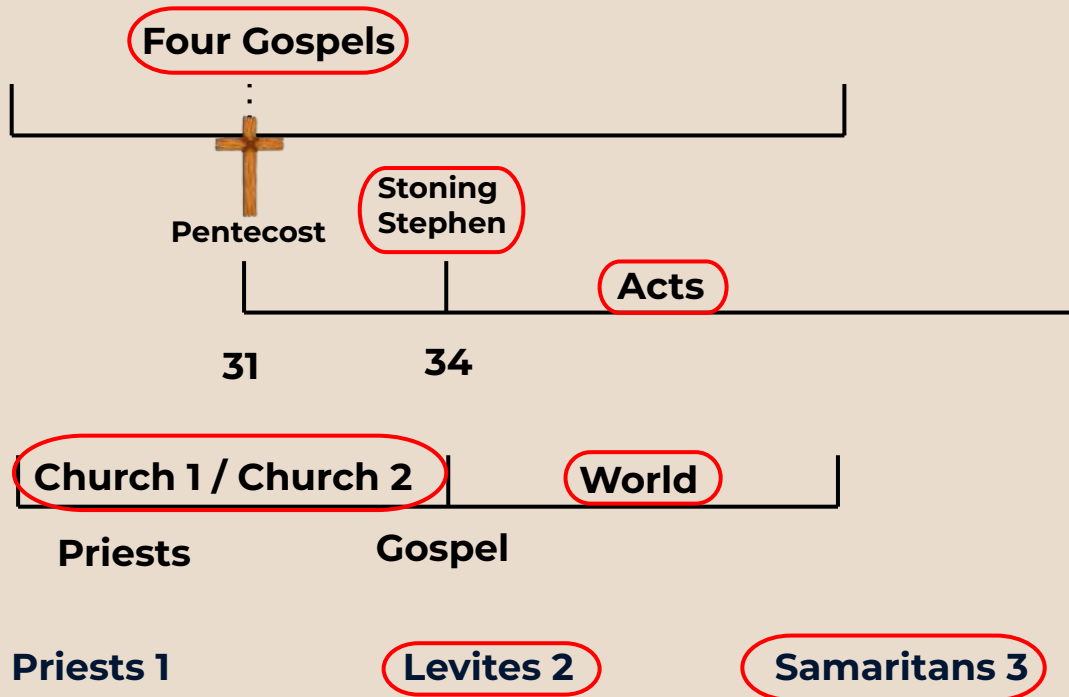 Four Gospels
Stoning
Stephen
Pentecost
Acts
31 34
Church 1 / Church 2 World
Priests Gospel
Priests 1 Levites 2 Samaritans 3